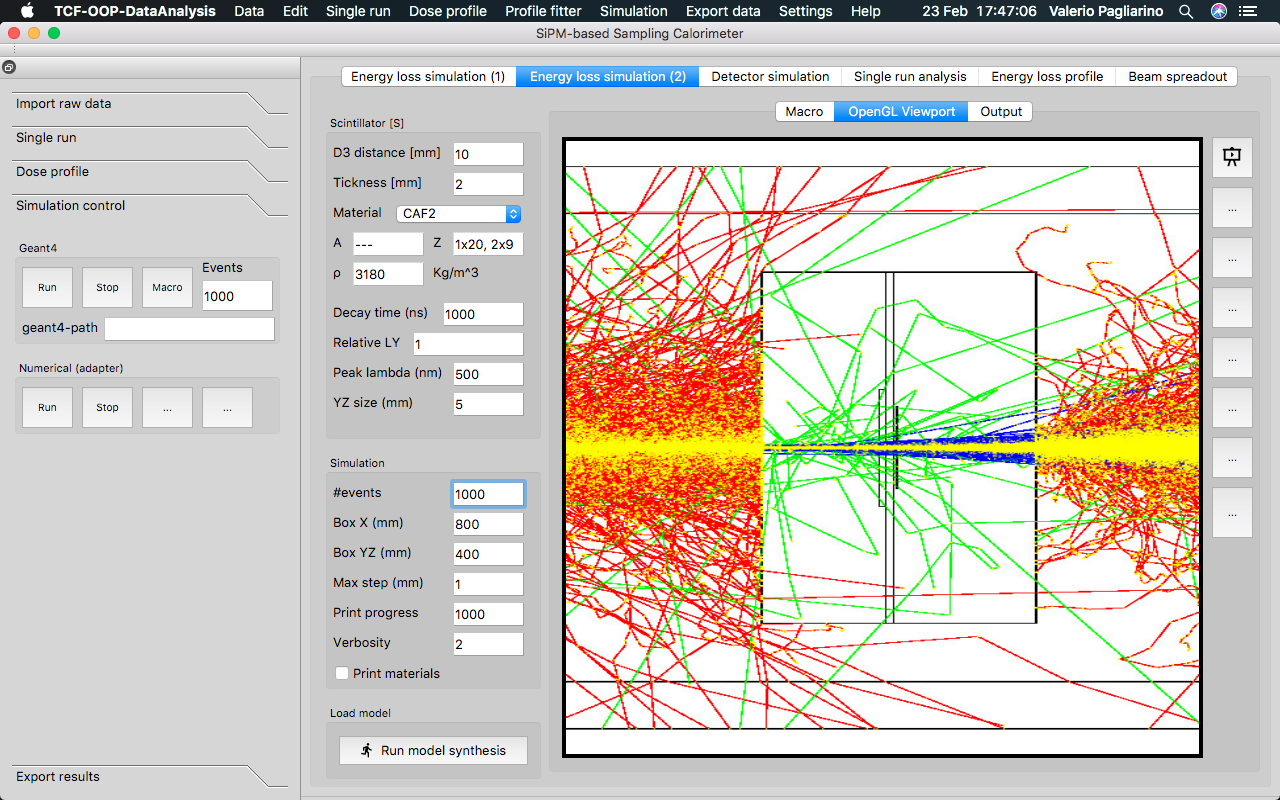 TCF-OOP-DataAnalysis Data Edit Single run Dose profile Profile fitter Simulation Export data Settings Help 23 Feb 17:47:06 Valerio Pagliarino
SiPM-based Sampling Calorimeter
Import raw data
Single run
Dose profile
Simulation control
Geant4
Run Stop Macro Events
1000
geant4-path
Numerical (adapter)
Run Stop ... ...
Export results
Energy loss simulation (1) Energy loss simulation (2) Detector simulation Single run analysis Energy loss profile Beam spreadout
Scintillator [S]
D3 distance [mm] 10
Tickness [mm] 2
Material CAF2
A --- Z 1x20, 2x9
ρ 3180 Kg/m^3
Decay time (ns) 1000
Relative LY 1
Peak lambda (nm) 500
YZ size (mm) 5
Simulation
#events 1000
Box X (mm) 800
Box YZ (mm) 400
Max step (mm) 1
Print progress 1000
Verbosity 2
Print materials
Load model
Run model synthesis
Macro OpenGL Viewport Output
...
...
...
...
...
...
...